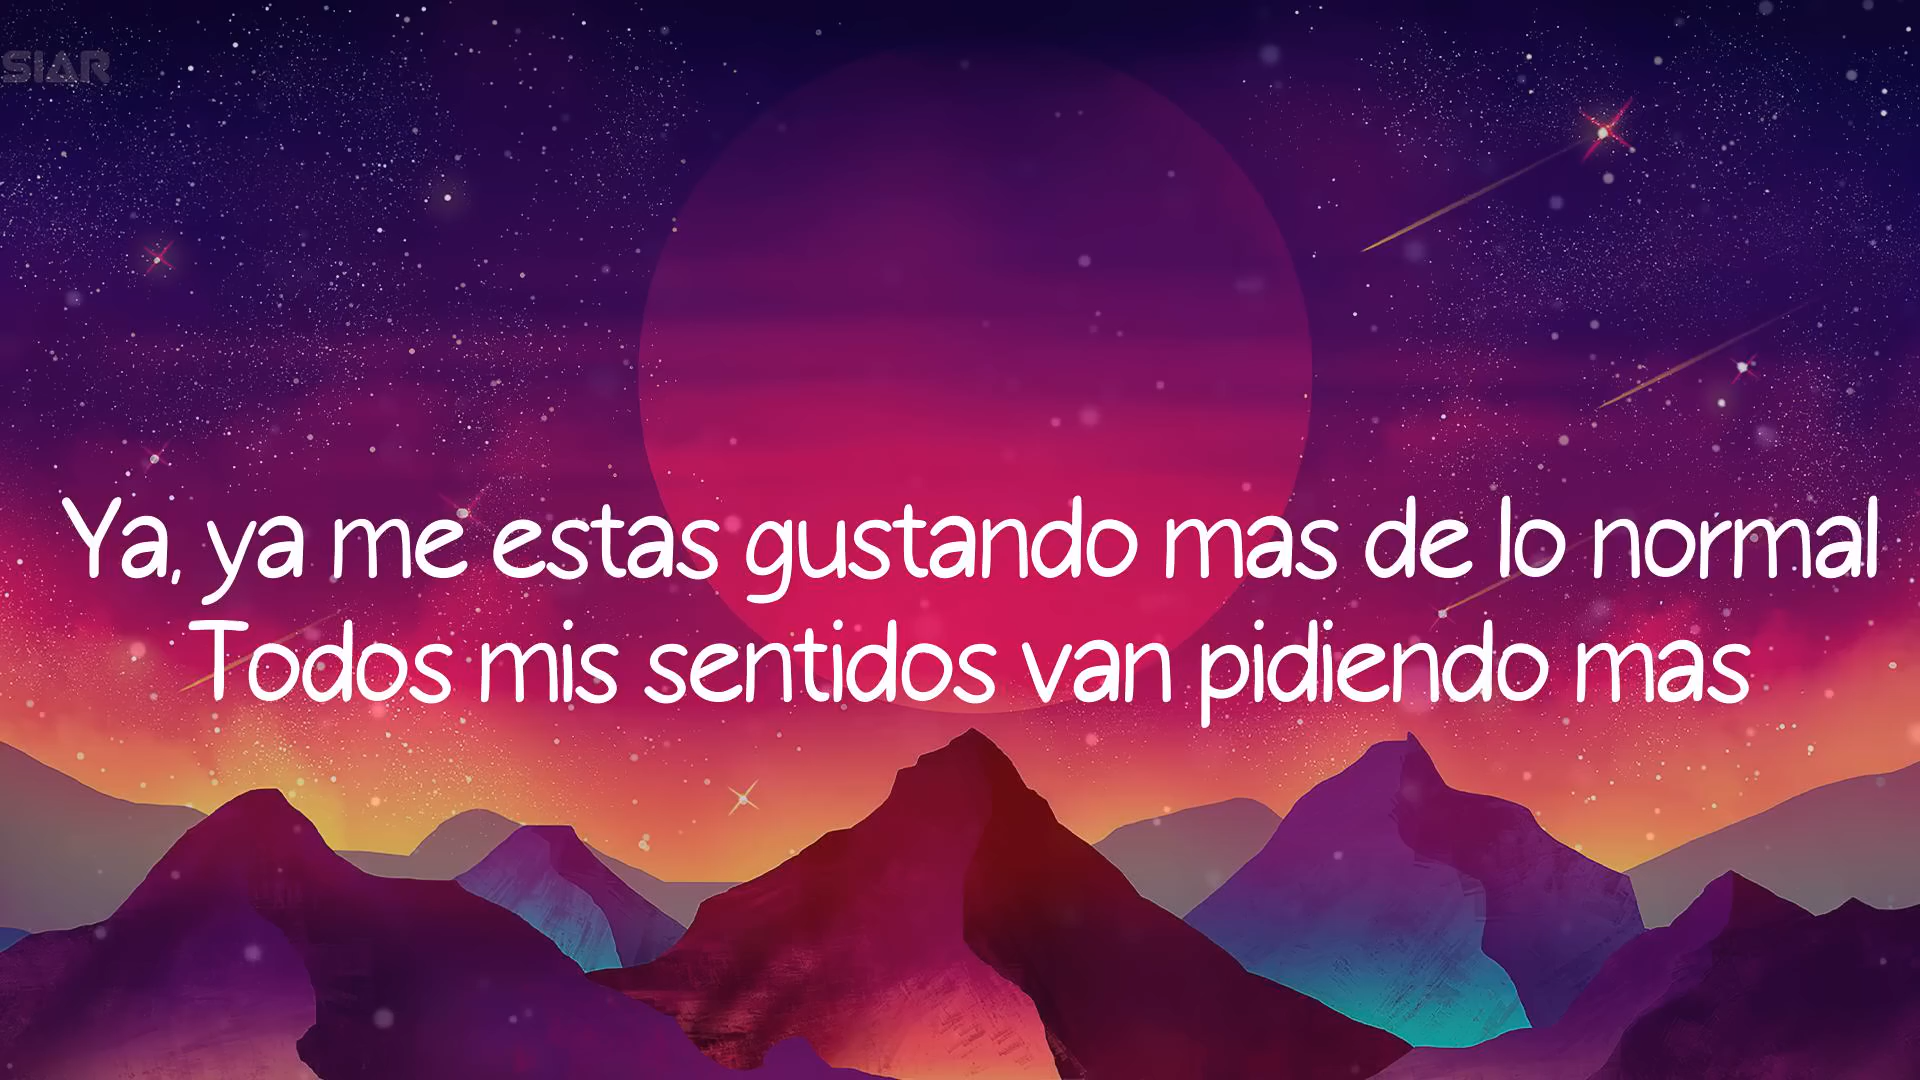 SIAR
Ya, ya me estas gustando mas de lo normal
Todos mis sentidos van pidiendo mas